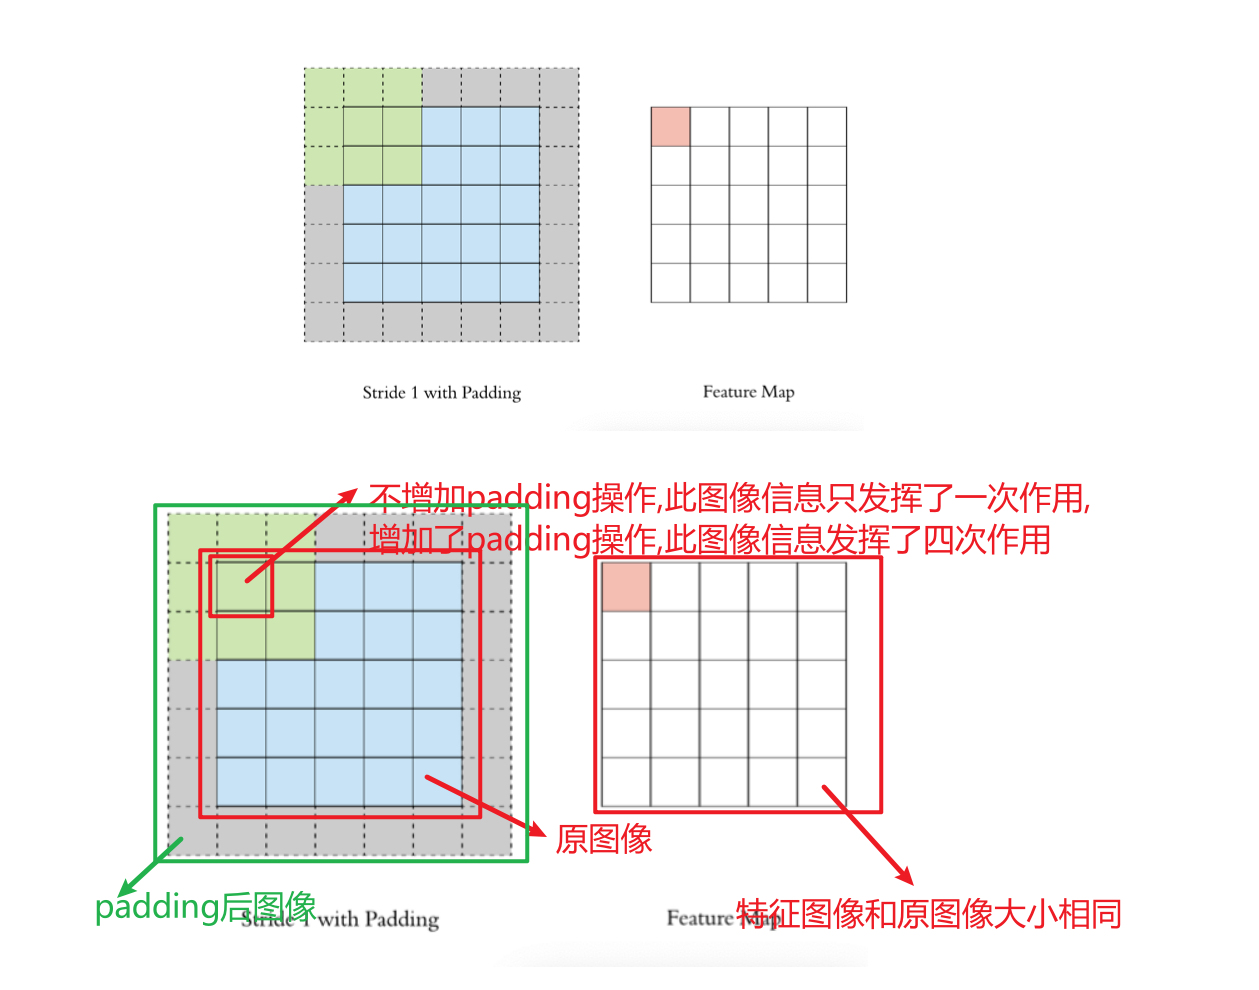 Stride 1 with Padding
Feature Map
不增加padding操作,此图像信息只发挥了一次作用,
增加了padding操作,此图像信息发挥了四次作用
原图像
padding后图像
Stride 1 with Padding
Feature Map
特征图像和原图像大小相同